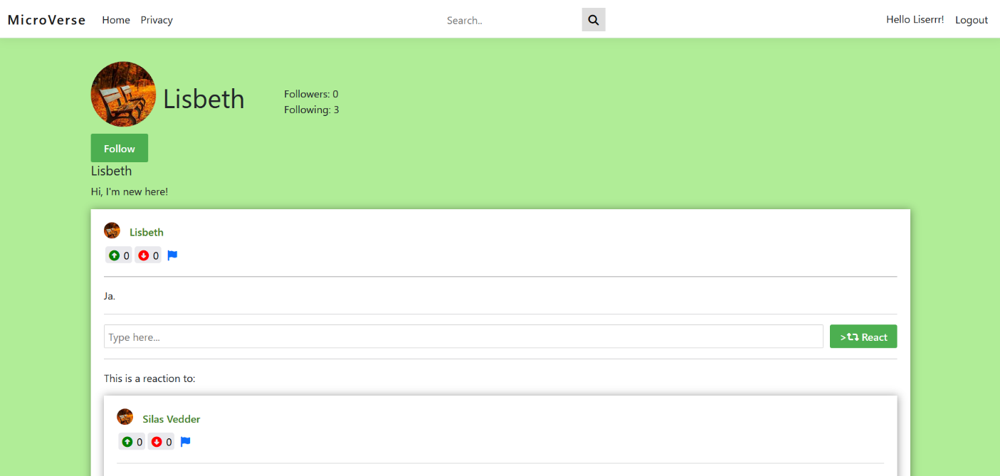 MicroVerse Home Privacy Search.. Hello Liserrr! Logout
Lisbeth
Followers: 0
Following: 3
Follow
Lisbeth
Hi, I'm new here!
Lisbeth
0 0
Ja.
Type here... >React
This is a reaction to:
Silas Vedder
0 0